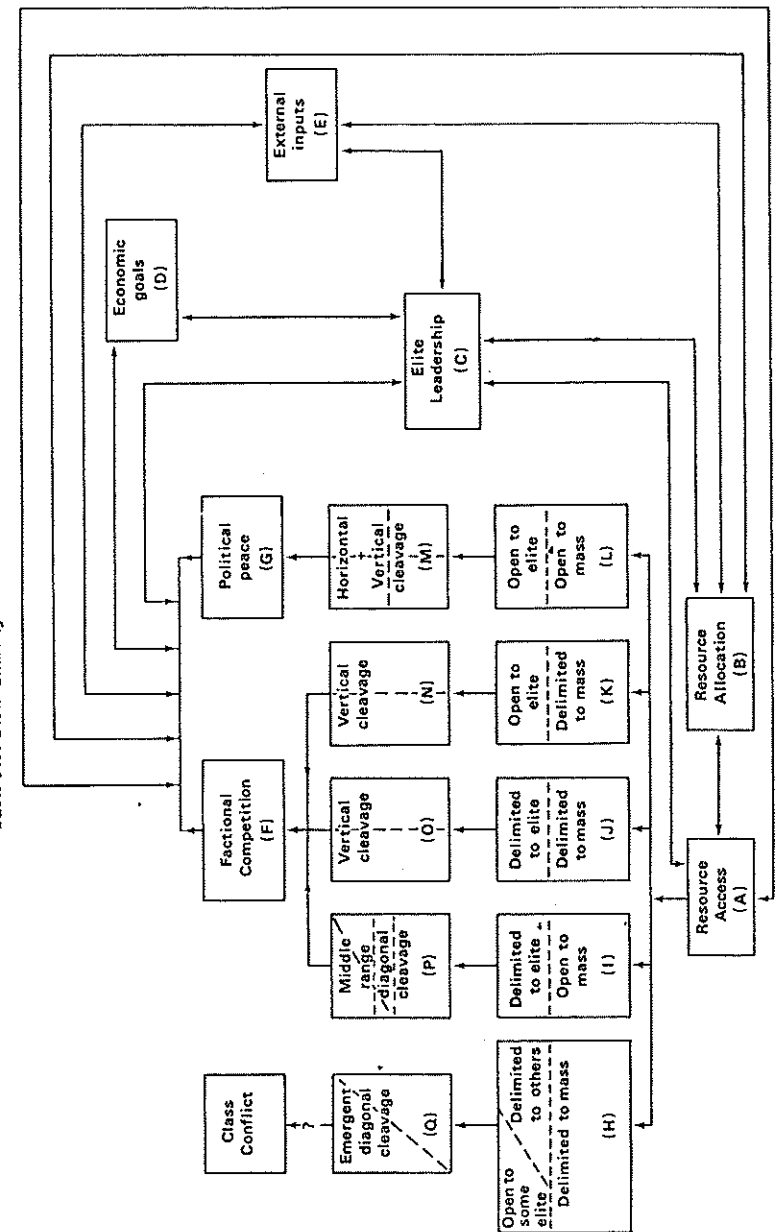 Class
Conflict
Factional
Competition
(F)
Political
peace
(G)
Economic
goals
(D)
External
inputs
(E)
Emergent
diagonal
cleavage
(Q)
?
Middle
range
diagonal
cleavage
(P)
Vertical
cleavage
(O)
Vertical
cleavage
(N)
Horizontal
+
Vertical
cleavage
(M)
Elite
Leadership
(C)
Open to
some
elite
Delimited
to others
Delimited to mass
(H)
Delimited
to elite
Open to
mass
(I)
Delimited
to elite
Delimited
to mass
(J)
Open to
elite
Delimited
to mass
(K)
Open to
elite
Open to
mass
(L)
Resource
Access
(A)
Resource
Allocation
(B)